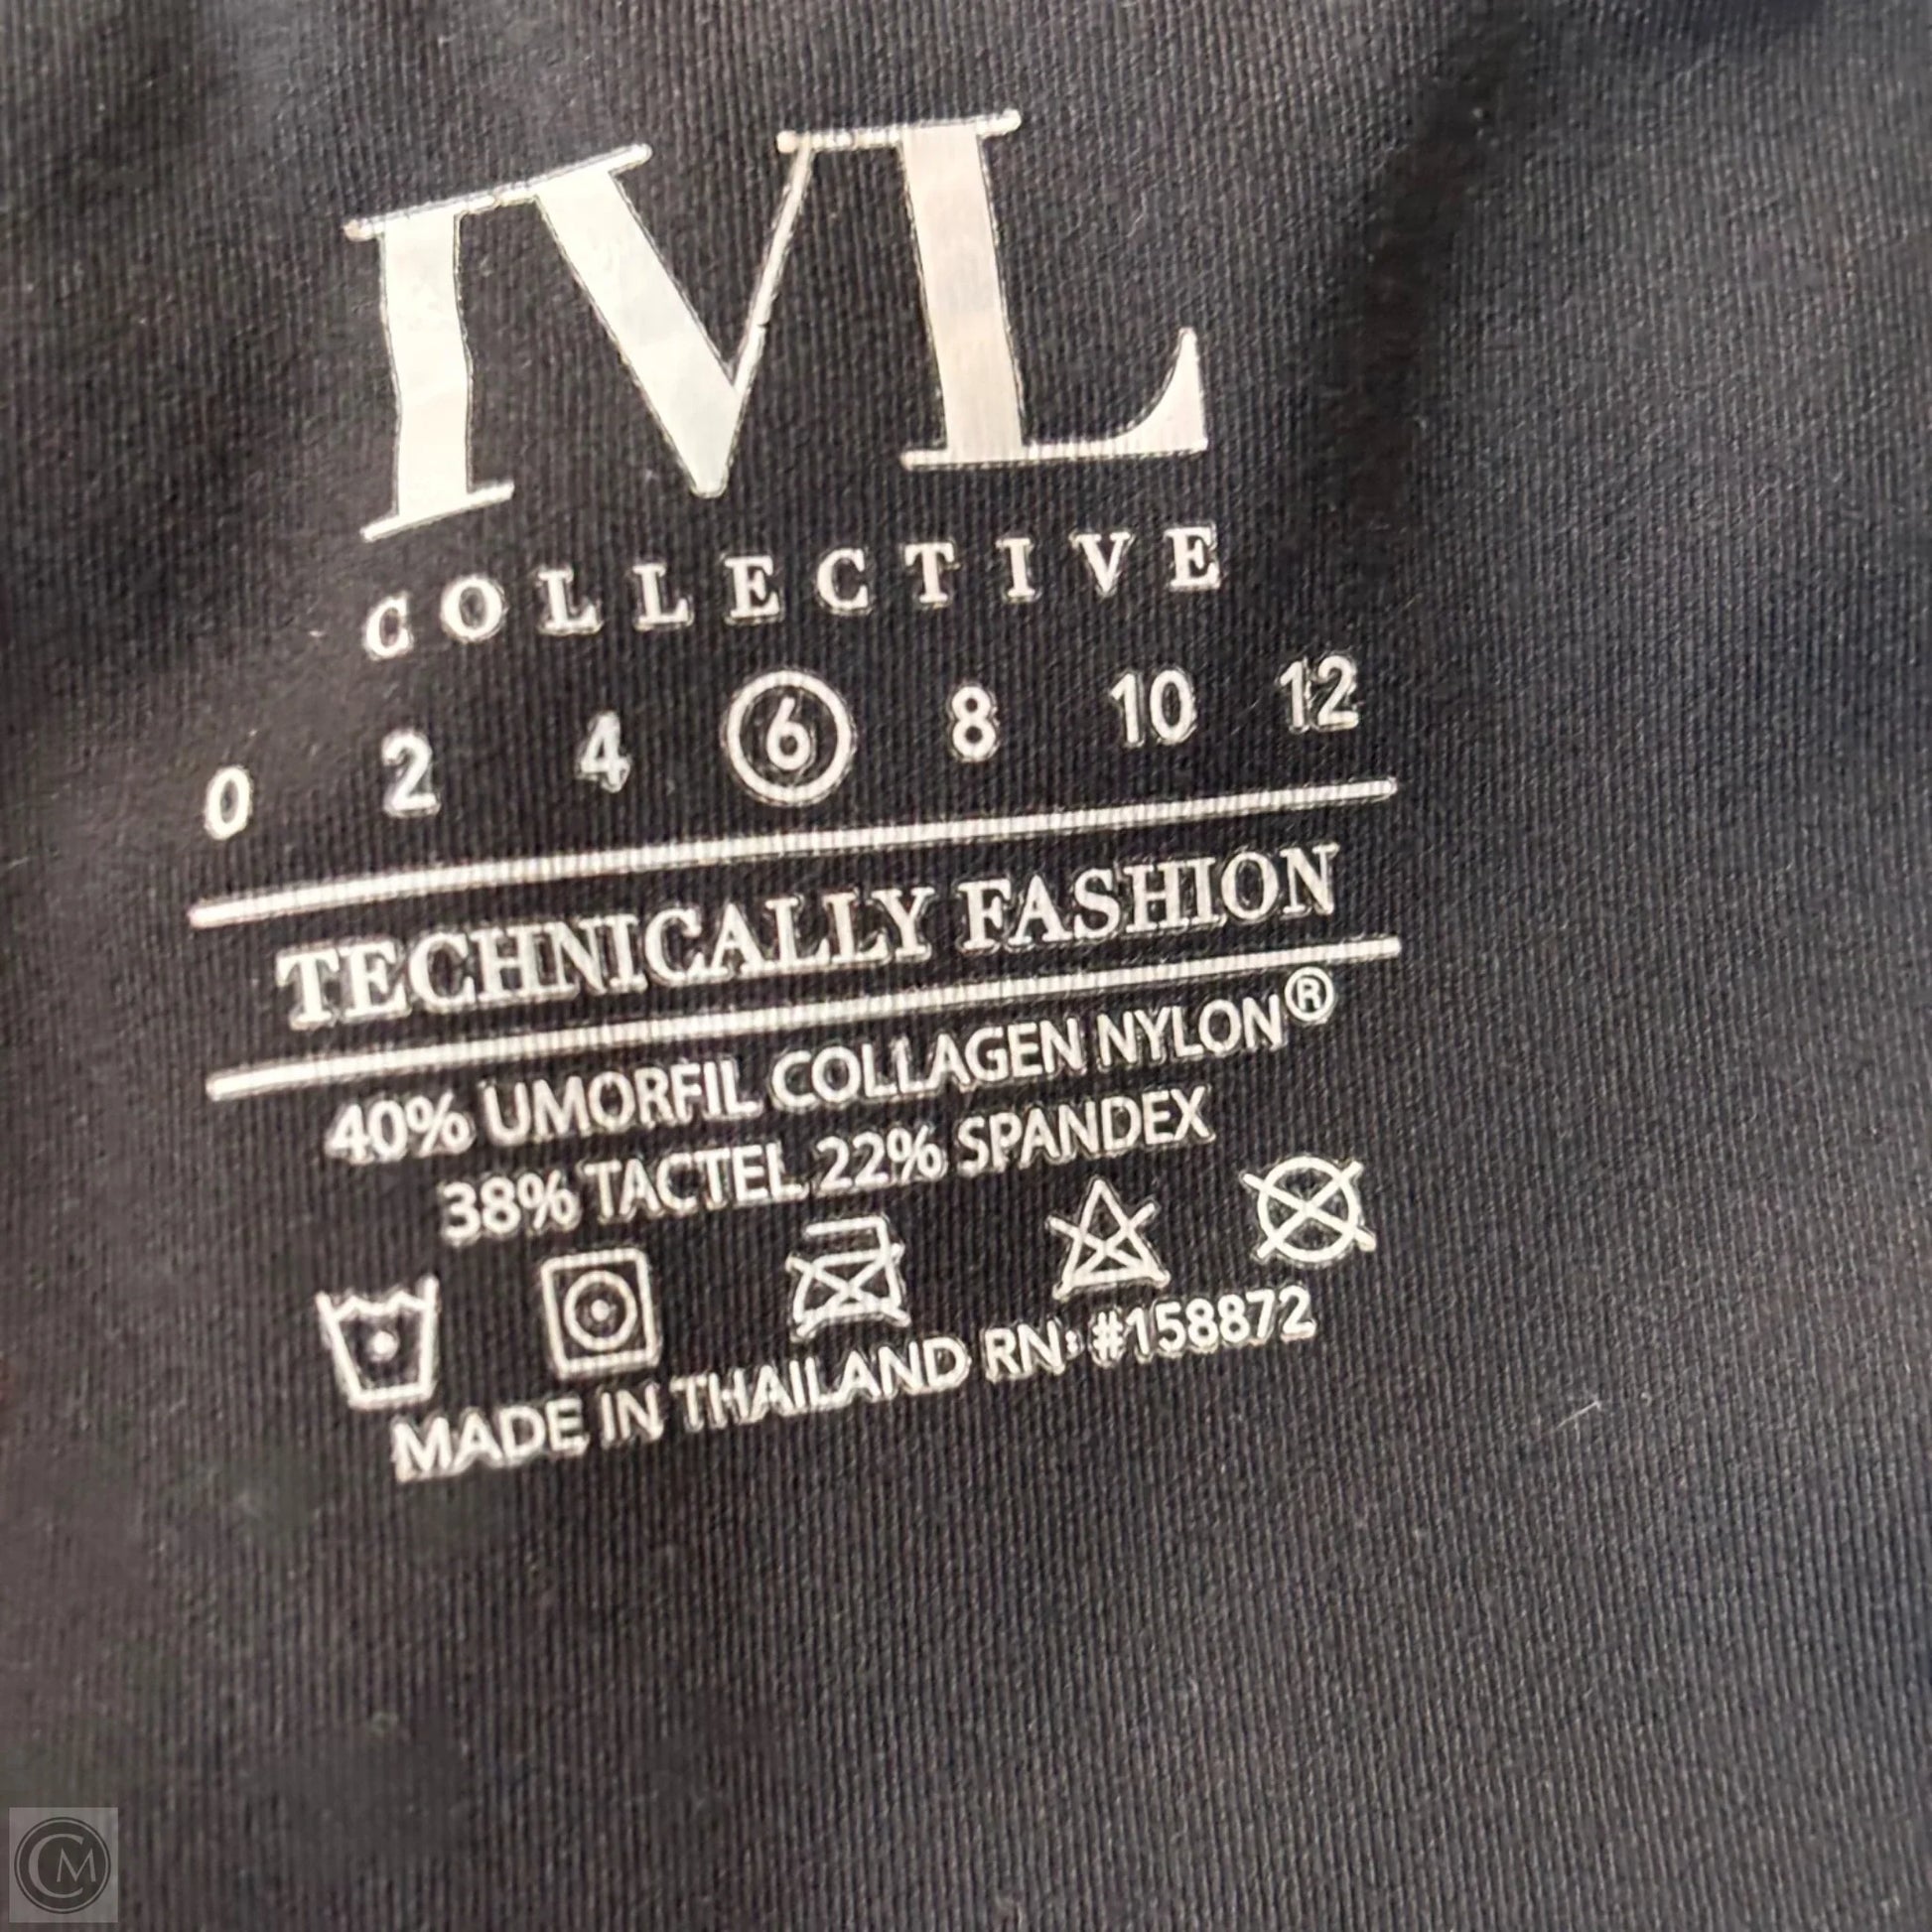 IVL
COLLECTIVE
0 2 4 6 8 10 12
TECHNICALLY FASHION
40% UMORFIL COLLAGEN NYLON®
38% TACTEL 22% SPANDEX
MADE IN THAILAND RN: #158872
CM